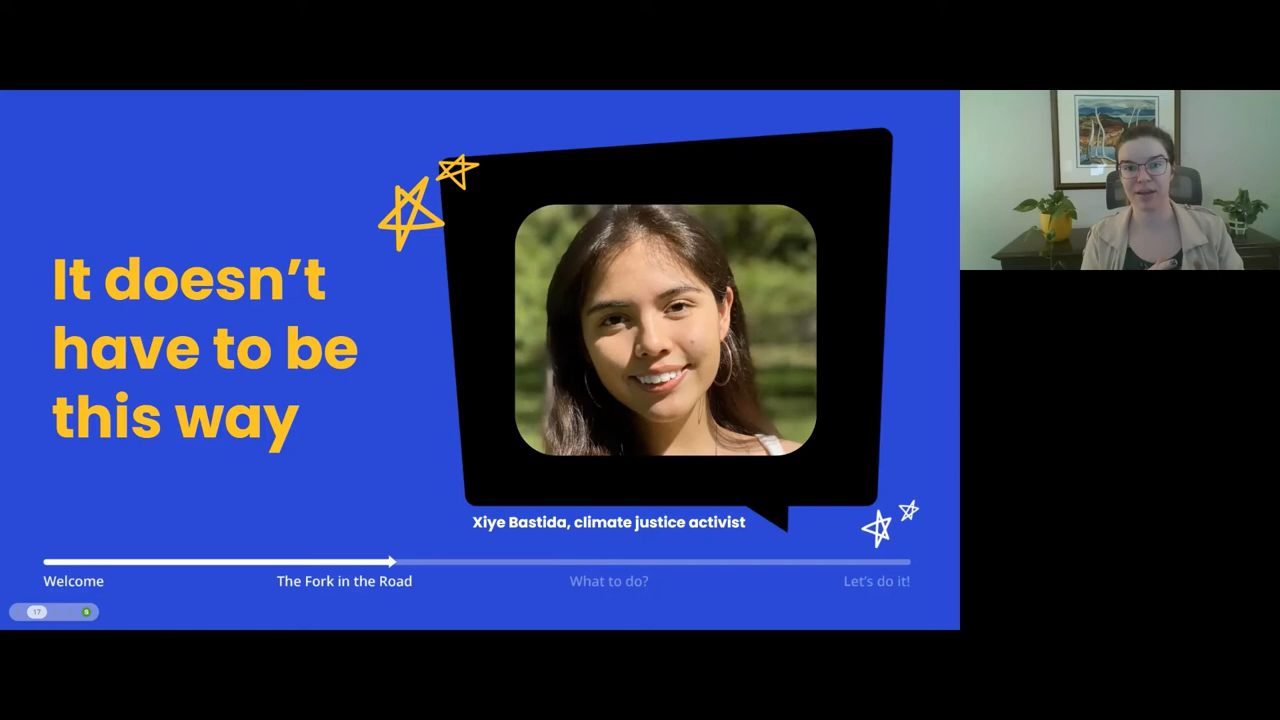 It doesn’t
have to be
this way
Xiye Bastida, climate justice activist
Welcome
The Fork in the Road
What to do?
Let’s do it!
17
S